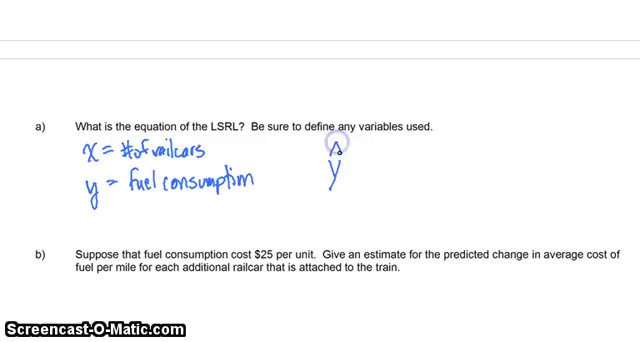 a) What is the equation of the LSRL? Be sure to define any variables used.
x = # of railcars
y = fuel consumption
ŷ
b) Suppose that fuel consumption cost $25 per unit. Give an estimate for the predicted change in average cost of
fuel per mile for each additional railcar that is attached to the train.
Screencast-O-Matic.com